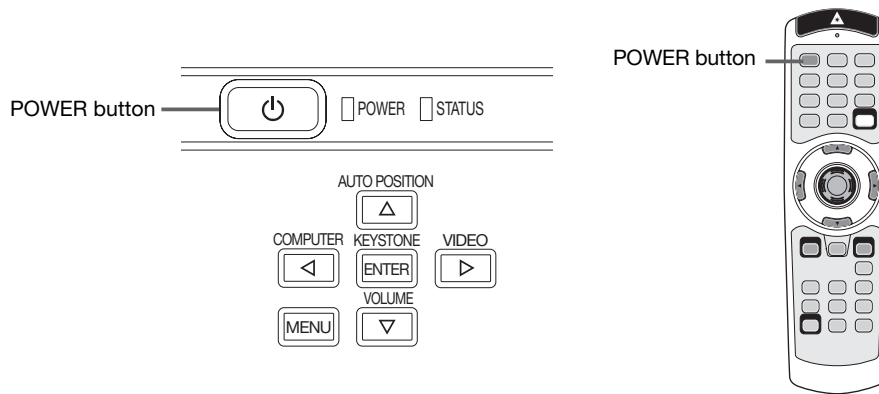 POWER button
POWER button
POWER
STATUS
AUTO POSITION
COMPUTER
KEYSTONE
VIDEO
ENTER
VOLUME
MENU